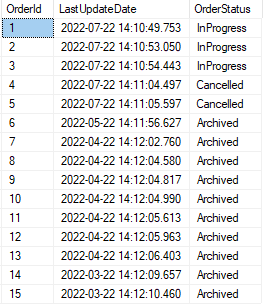 OrderId LastUpdateDate OrderStatus
1 2022-07-22 14:10:49.753 InProgress
2 2022-07-22 14:10:53.050 InProgress
3 2022-07-22 14:10:54.443 InProgress
4 2022-07-22 14:11:04.497 Cancelled
5 2022-07-22 14:11:05.597 Cancelled
6 2022-05-22 14:11:56.627 Archived
7 2022-04-22 14:12:02.760 Archived
8 2022-04-22 14:12:04.580 Archived
9 2022-04-22 14:12:04.817 Archived
10 2022-04-22 14:12:04.990 Archived
11 2022-04-22 14:12:05.613 Archived
12 2022-04-22 14:12:05.963 Archived
13 2022-04-22 14:12:06.403 Archived
14 2022-03-22 14:12:09.657 Archived
15 2022-03-22 14:12:10.460 Archived